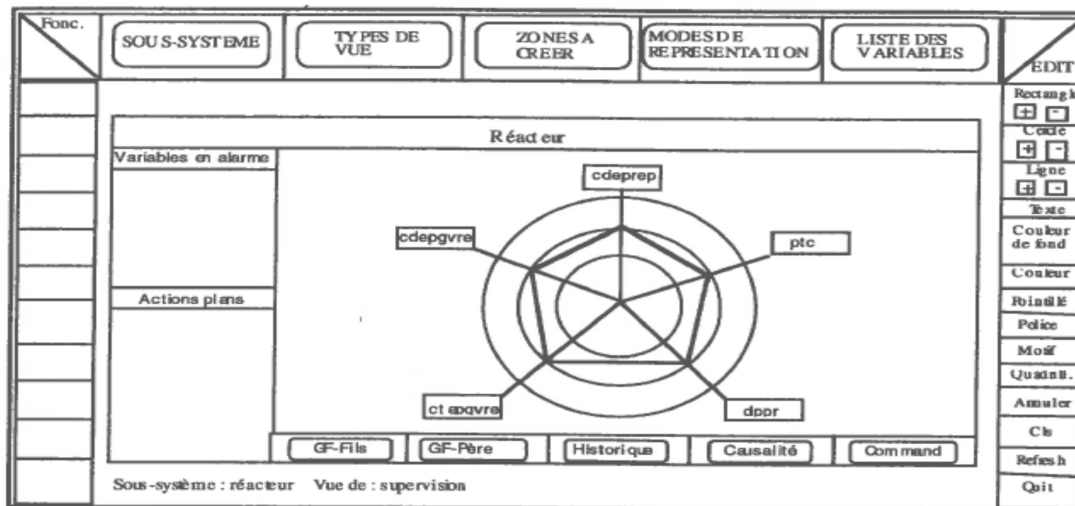 Fonc.
SOUS-SYSTEME
TYPES DE
VUE
ZONES A
CREER
MODES DE
REPRESENTATION
LISTE DES
VARIABLES
EDIT
Réacteur
Variables en alarme
Actions plans
cdeprep
cdepgvre
ptc
ctepgvre
dppr
GF-Fils
GF-Père
Historique
Causalité
Command
Sous-système : réacteur Vue de : supervision
Rectangle
+ -
Cercle
+ -
Ligne
+ -
Texte
Couleur
de fond
Couleur
Pointillé
Police
Motif
Quadrill.
Annuler
Cls
Refresh
Quit